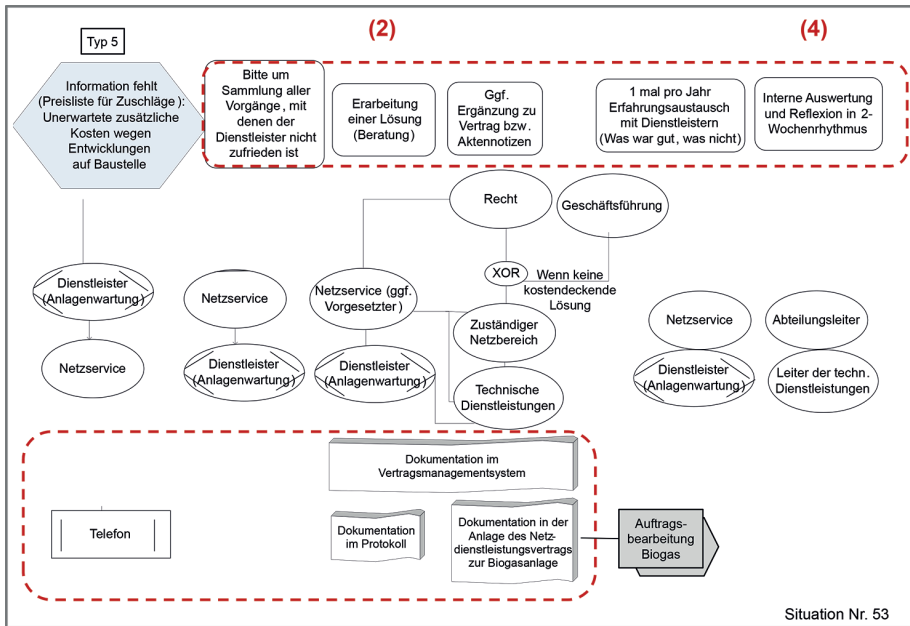 Typ 5
(2)
(4)
Information fehlt
(Preisliste für Zuschläge):
Unerwartete zusätzliche
Kosten wegen
Entwicklungen
auf Baustelle
Bitte um
Sammlung aller
Vorgänge, mit
denen der
Dienstleister nicht
zufrieden ist
Erarbeitung
einer Lösung
(Beratung)
Ggf.
Ergänzung zu
Vertrag bzw.
Aktennotizen
1 mal pro Jahr
Erfahrungsaustausch
mit Dienstleistern
(Was war gut, was nicht)
Interne Auswertung
und Reflexion in 2-
Wochenrhythmus
Recht
Geschäftsführung
XOR
Wenn keine
kostendeckende
Lösung
Dienstleister
(Anlagenwartung)
Netzservice
Netzservice
Dienstleister
(Anlagenwartung)
Netzservice (ggf.
Vorgesetzter)
Dienstleister
(Anlagenwartung)
Zuständiger
Netzbereich
Technische
Dienstleistungen
Netzservice
Dienstleister
(Anlagenwartung)
Abteilungsleiter
Leiter der techn.
Dienstleistungen
Dokumentation im
Vertragsmanagementsystem
Telefon
Dokumentation
im Protokoll
Dokumentation in der
Anlage des Netz-
dienstleistungsvertrags
zur Biogasanlage
Auftrags-
bearbeitung
Biogas
Situation Nr. 53